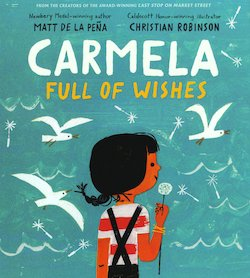 FROM THE CREATORS OF THE AWARD-WINNING LAST STOP ON MARKET STREET
Newbery Medal–winning author Caldecott Honor–winning illustrator
MATT DE LA PEÑA CHRISTIAN ROBINSON
CARMELA
FULL OF WISHES